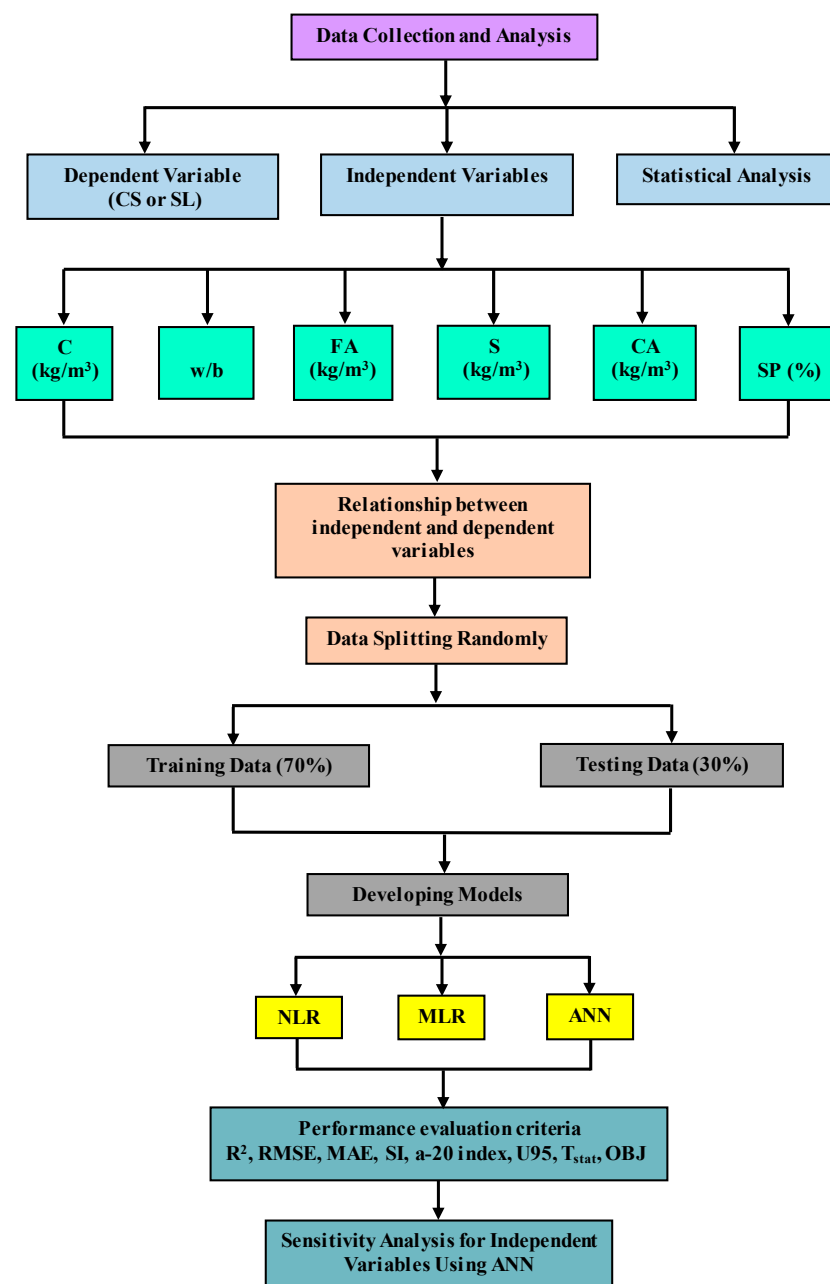 Data Collection and Analysis
Dependent Variable
(CS or SL)
Independent Variables
Statistical Analysis
C
(kg/m³)
w/b
FA
(kg/m³)
S
(kg/m³)
CA
(kg/m³)
SP (%)
Relationship between
independent and dependent
variables
Data Splitting Randomly
Training Data (70%)
Testing Data (30%)
Developing Models
NLR
MLR
ANN
Performance evaluation criteria
R², RMSE, MAE, SI, a-20 index, U95, Tstat, OBJ
Sensitivity Analysis for Independent
Variables Using ANN